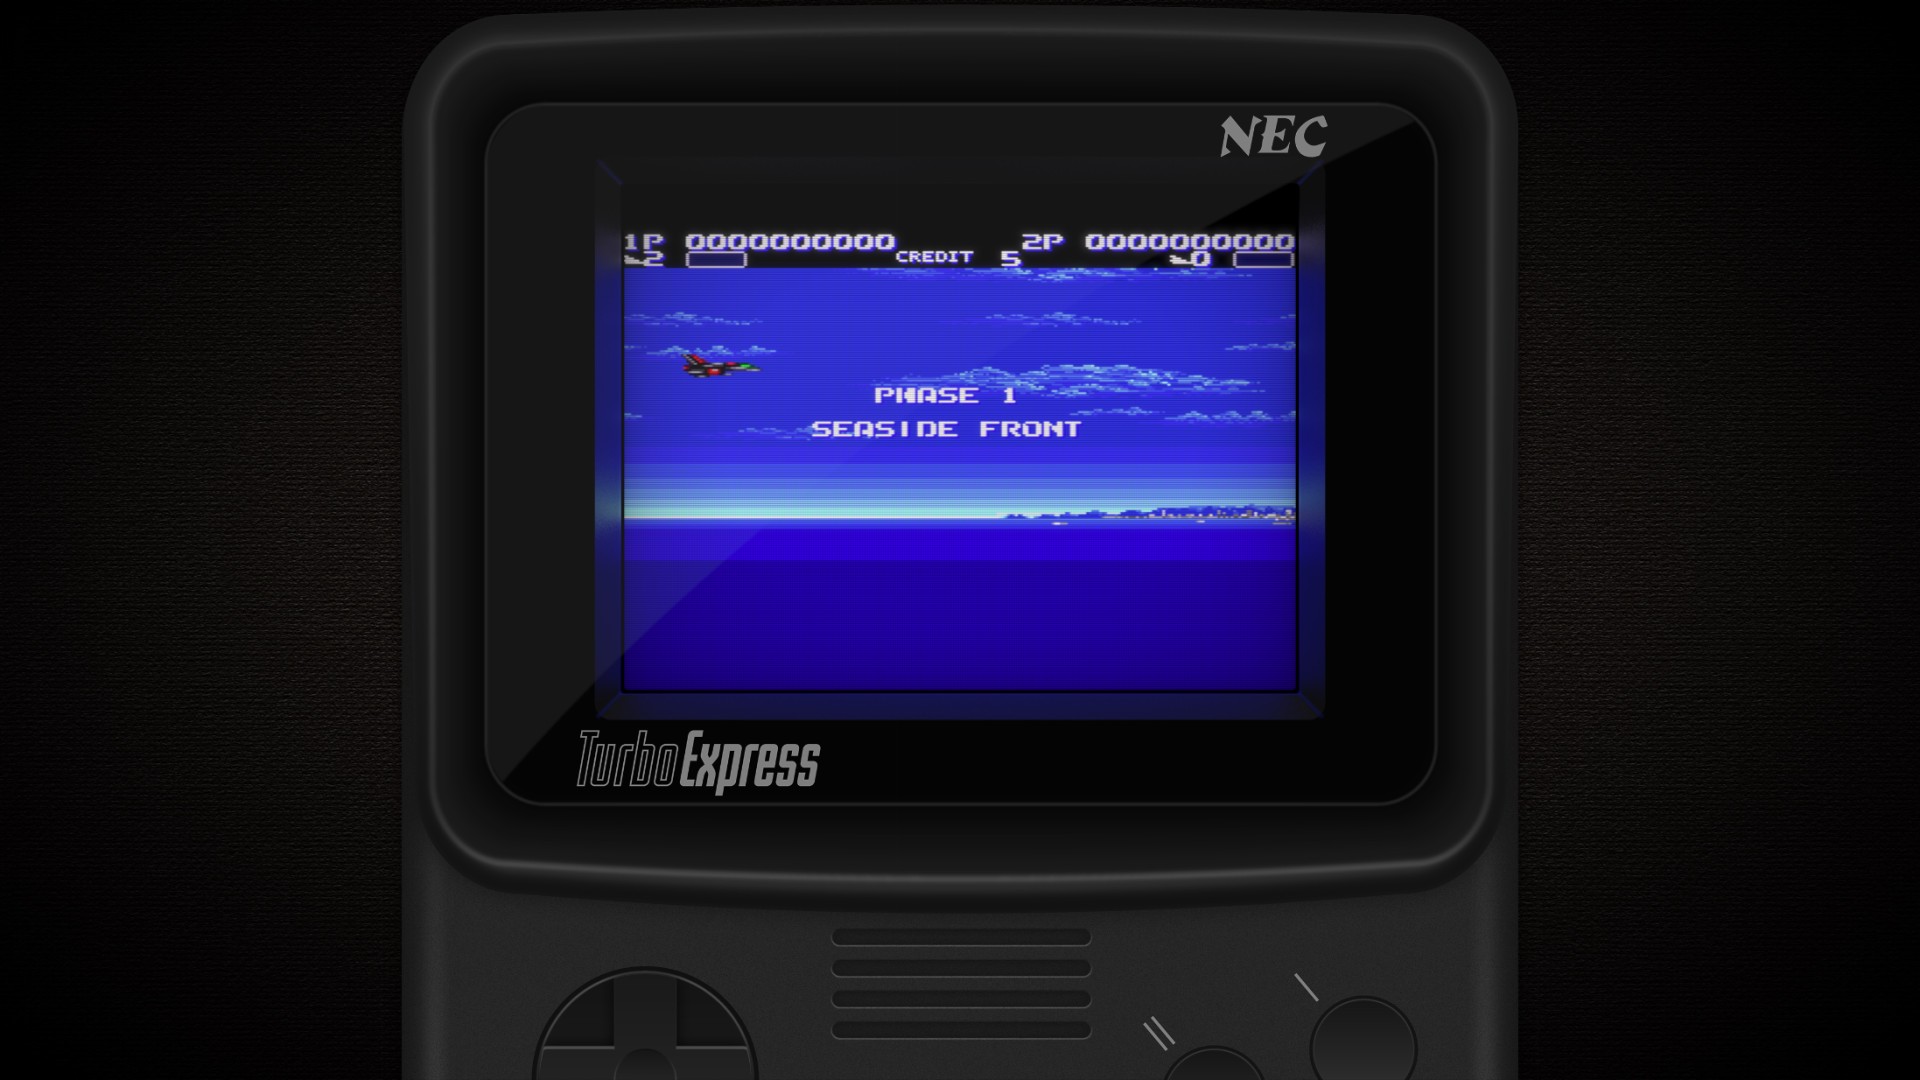 NEC
1P 0000000000 2P 0000000000
2 CREDIT 5 0
PHASE 1
SEASIDE FRONT
TurboExpress